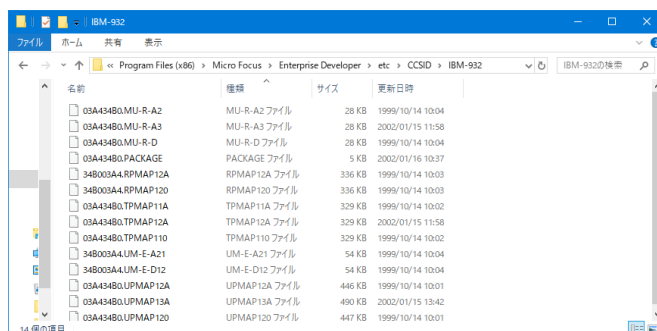 IBM-932
ファイル ホーム 共有 表示
« Program Files (x86) › Micro Focus › Enterprise Developer › etc › CCSID › IBM-932 IBM-932の検索
名前 種類 サイズ 更新日時
03A434B0.MU-R-A2 MU-R-A2 ファイル 28 KB 1999/10/14 10:04
03A434B0.MU-R-A3 MU-R-A3 ファイル 28 KB 2002/01/15 11:58
03A434B0.MU-R-D MU-R-D ファイル 28 KB 1999/10/14 10:04
03A434B0.PACKAGE PACKAGE ファイル 5 KB 2002/01/16 10:37
34B003A4.RPMAP12A RPMAP12A ファイル 336 KB 1999/10/14 10:03
34B003A4.RPMAP120 RPMAP120 ファイル 336 KB 1999/10/14 10:03
03A434B0.TPMAP11A TPMAP11A ファイル 329 KB 1999/10/14 10:02
03A434B0.TPMAP12A TPMAP12A ファイル 329 KB 2002/01/15 11:58
03A434B0.TPMAP110 TPMAP110 ファイル 329 KB 1999/10/14 10:02
34B003A4.UM-E-A21 UM-E-A21 ファイル 54 KB 1999/10/14 10:04
34B003A4.UM-E-D12 UM-E-D12 ファイル 54 KB 1999/10/14 10:04
03A434B0.UPMAP12A UPMAP12A ファイル 446 KB 1999/10/14 10:01
03A434B0.UPMAP13A UPMAP13A ファイル 490 KB 2002/01/15 13:42
03A434B0.UPMAP120 UPMAP120 ファイル 447 KB 1999/10/14 10:01
14 個の項目